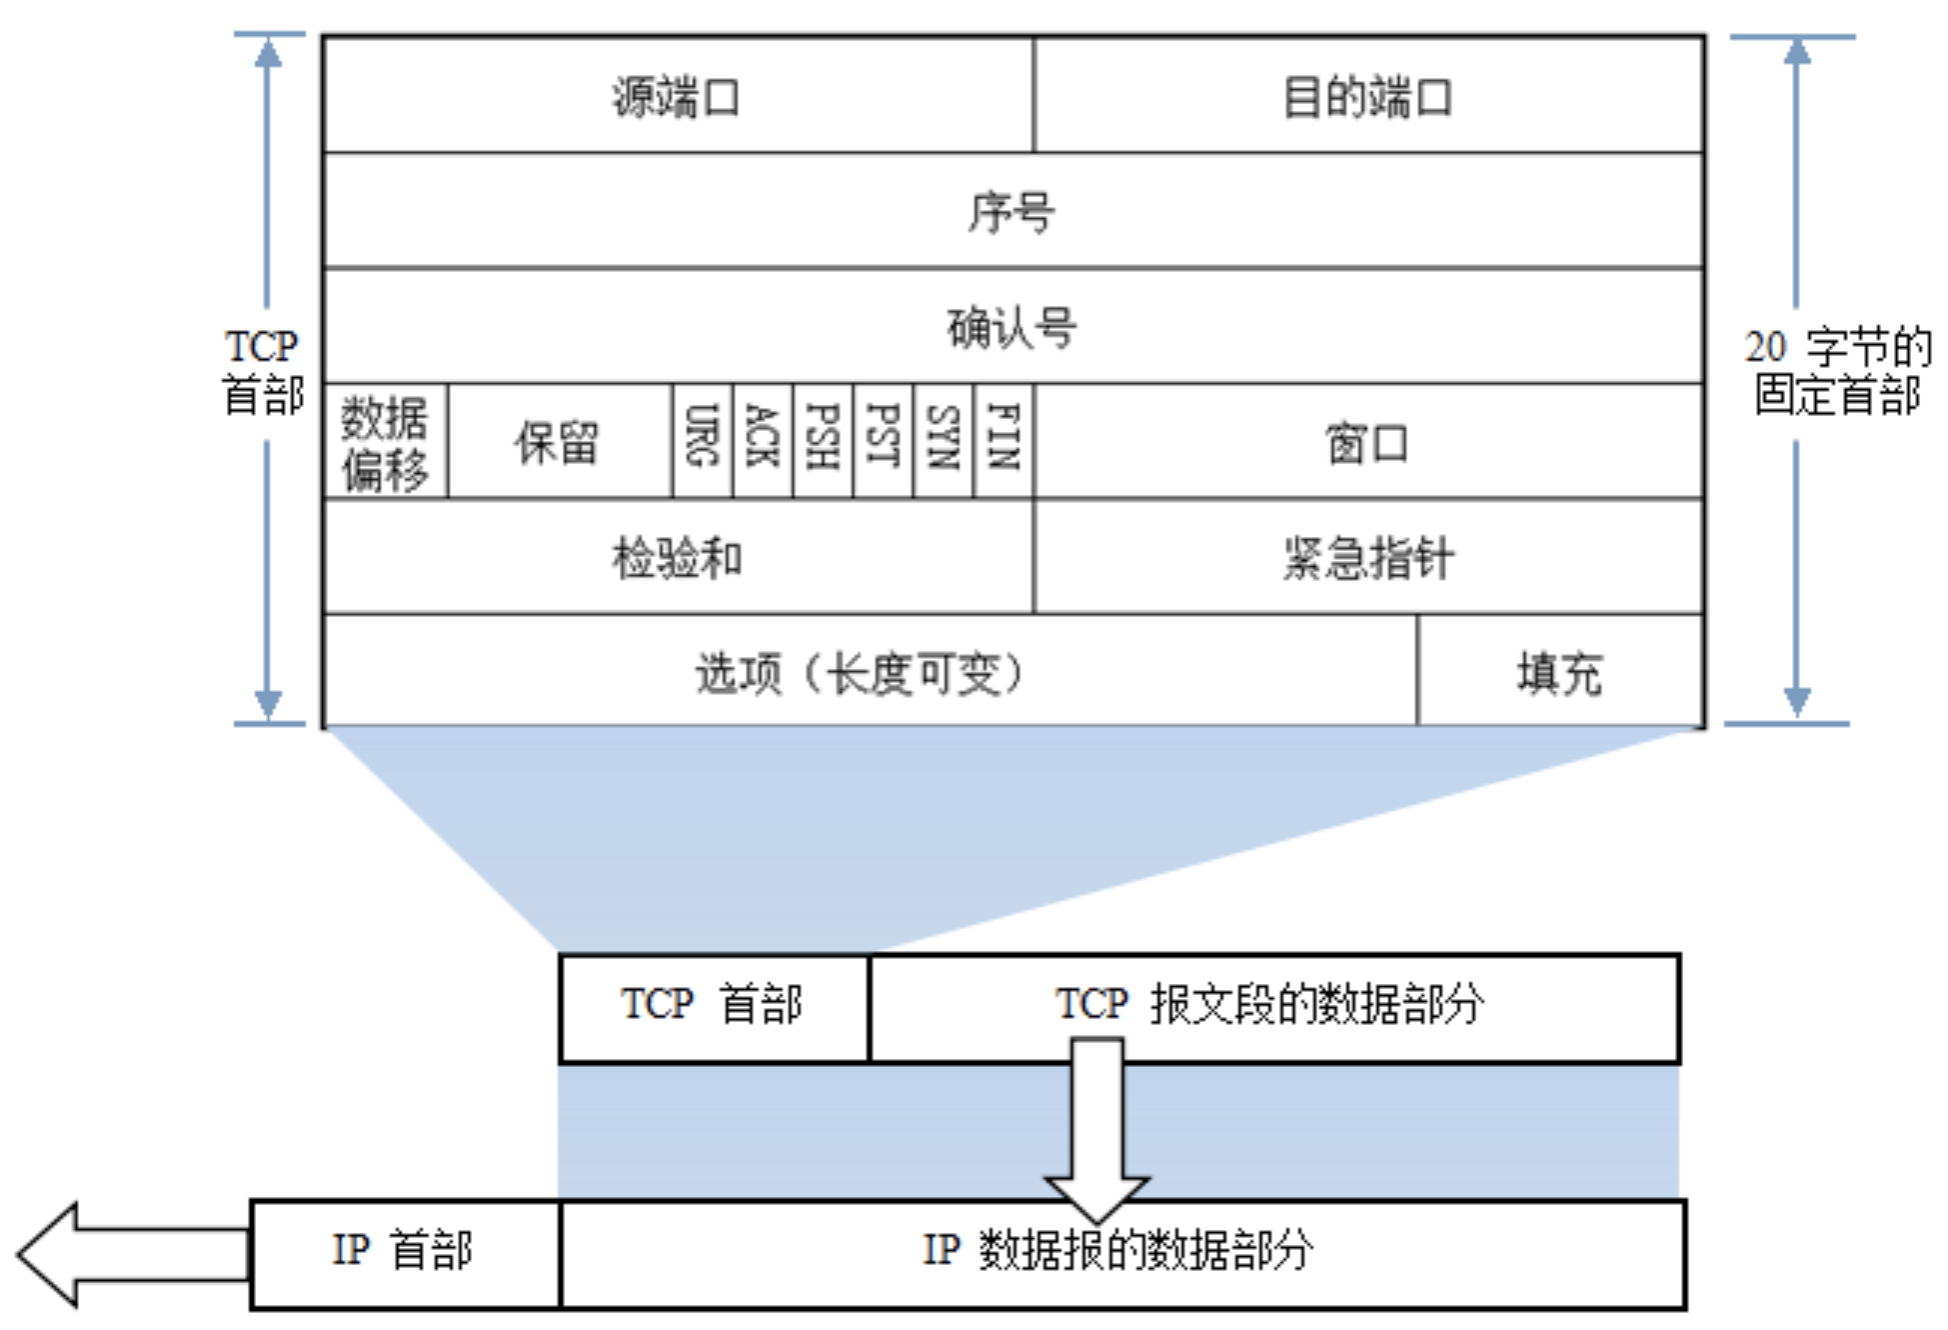 源端口
目的端口
序号
确认号
TCP
首部
20 字节的
固定首部
数据
偏移
保留
URG
ACK
PSH
PST
SYN
FIN
窗口
检验和
紧急指针
选项（长度可变）
填充
TCP 首部
TCP 报文段的数据部分
IP 首部
IP 数据报的数据部分